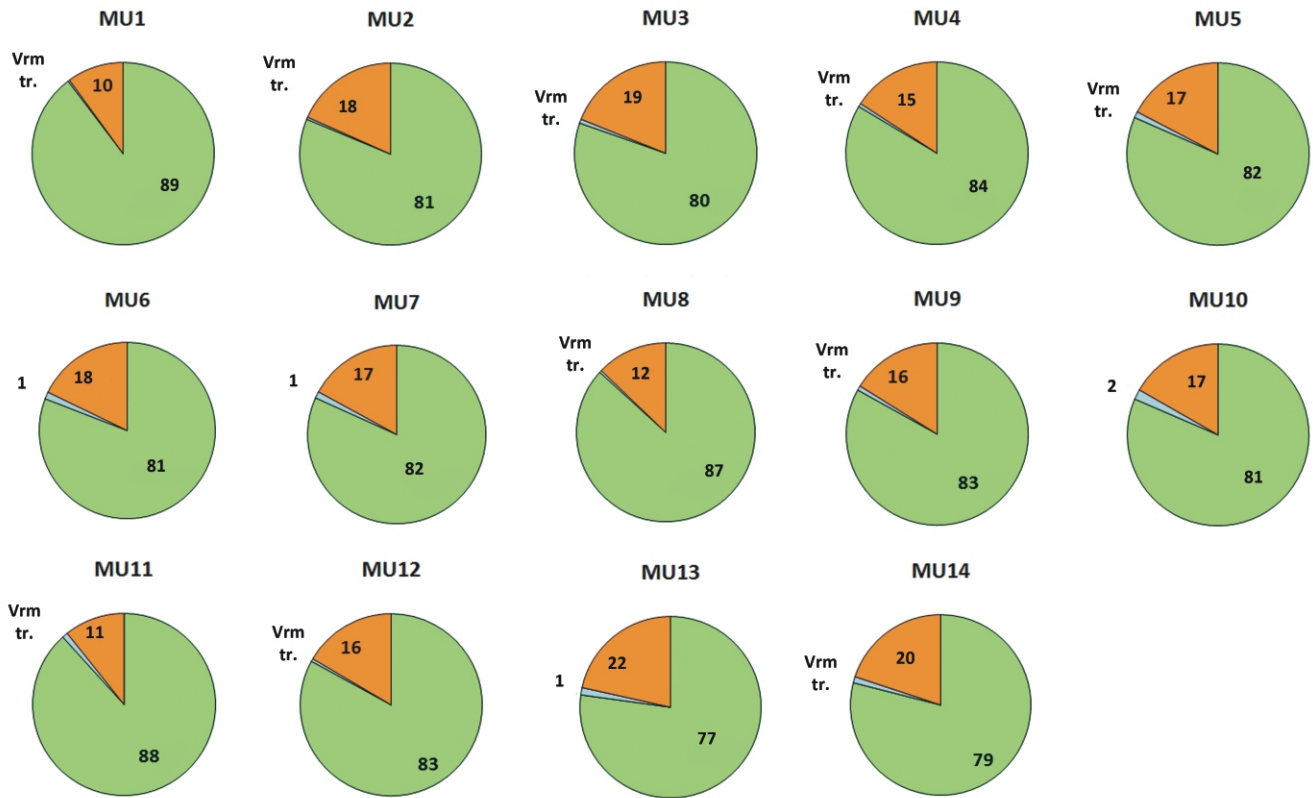 MU1
MU2
MU3
MU4
MU5
Vrm
tr.
10
89
Vrm
tr.
18
81
Vrm
tr.
19
80
Vrm
tr.
15
84
Vrm
tr.
17
82
MU6
MU7
MU8
MU9
MU10
1
18
81
1
17
82
Vrm
tr.
12
87
Vrm
tr.
16
83
2
17
81
MU11
MU12
MU13
MU14
Vrm
tr.
11
88
Vrm
tr.
16
83
1
22
77
Vrm
tr.
20
79